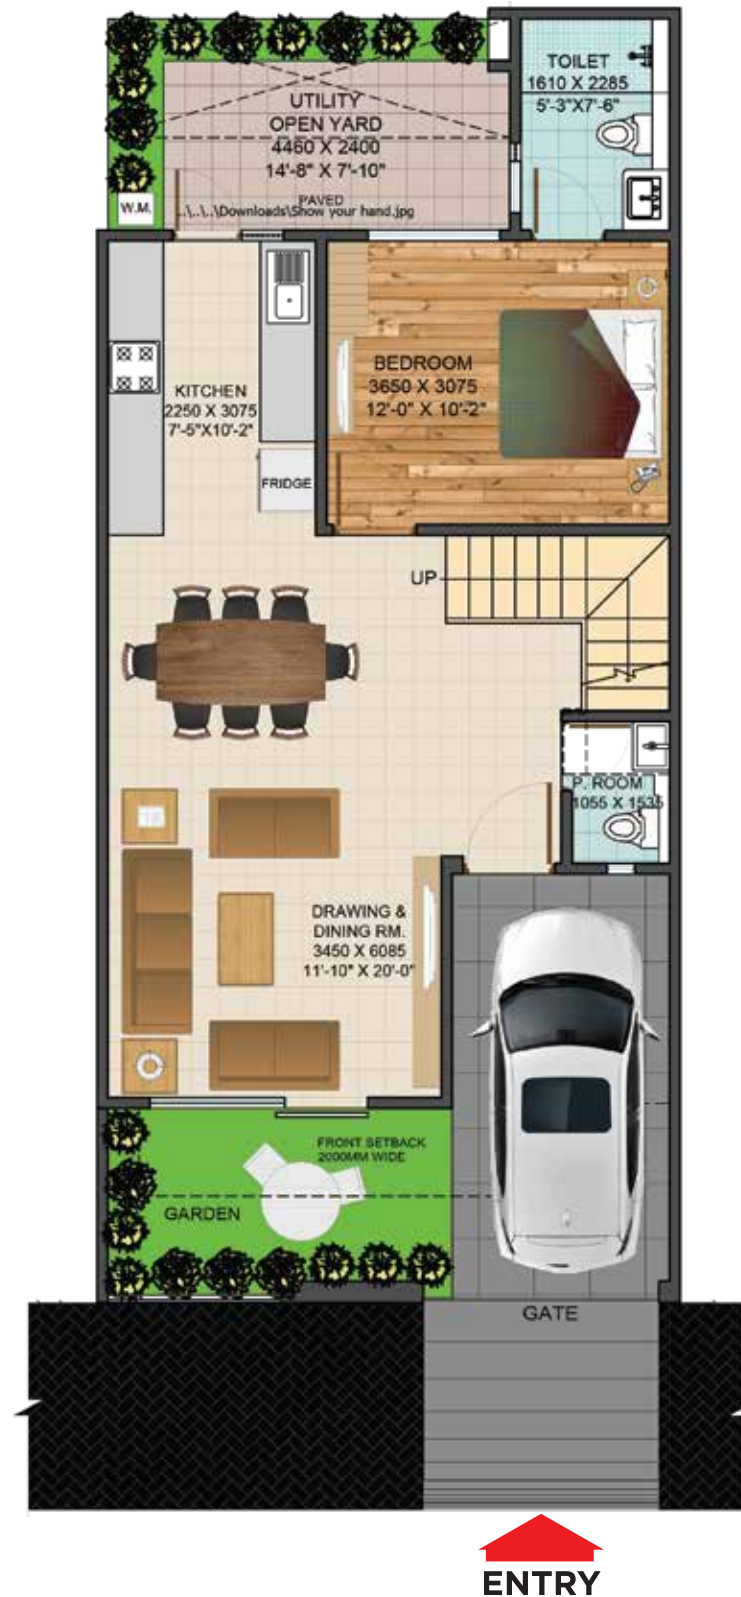 TOILET
1610 X 2285
5'-3"X7'-6"
UTILITY
OPEN YARD
4460 X 2400
14'-8" X 7'-10"
PAVED
..\..\..\Downloads\Show your hand.jpg
W.M.
BEDROOM
3650 X 3075
12'-0" X 10'-2"
KITCHEN
2250 X 3075
7'-5"X10'-2"
FRIDGE
UP
P. ROOM
1055 X 1535
DRAWING &
DINING RM.
3450 X 6085
11'-10" X 20'-0"
FRONT SETBACK
2000MM WIDE
GARDEN
GATE
ENTRY